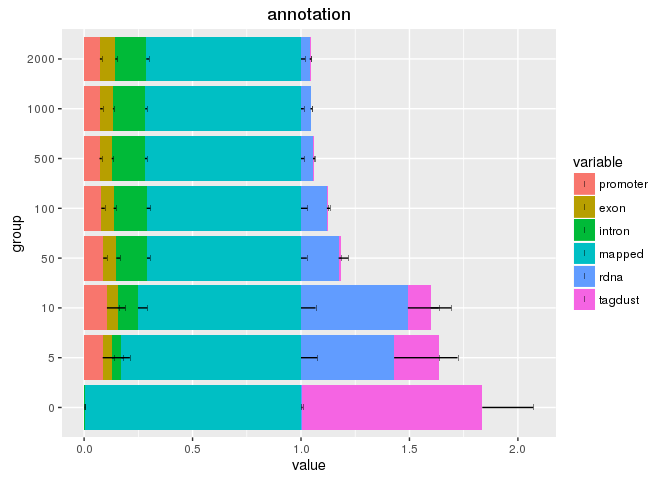 annotation
group
2000
1000
500
100
50
10
5
0
0.0 0.5 1.0 1.5 2.0
value
variable
promoter
exon
intron
mapped
rdna
tagdust